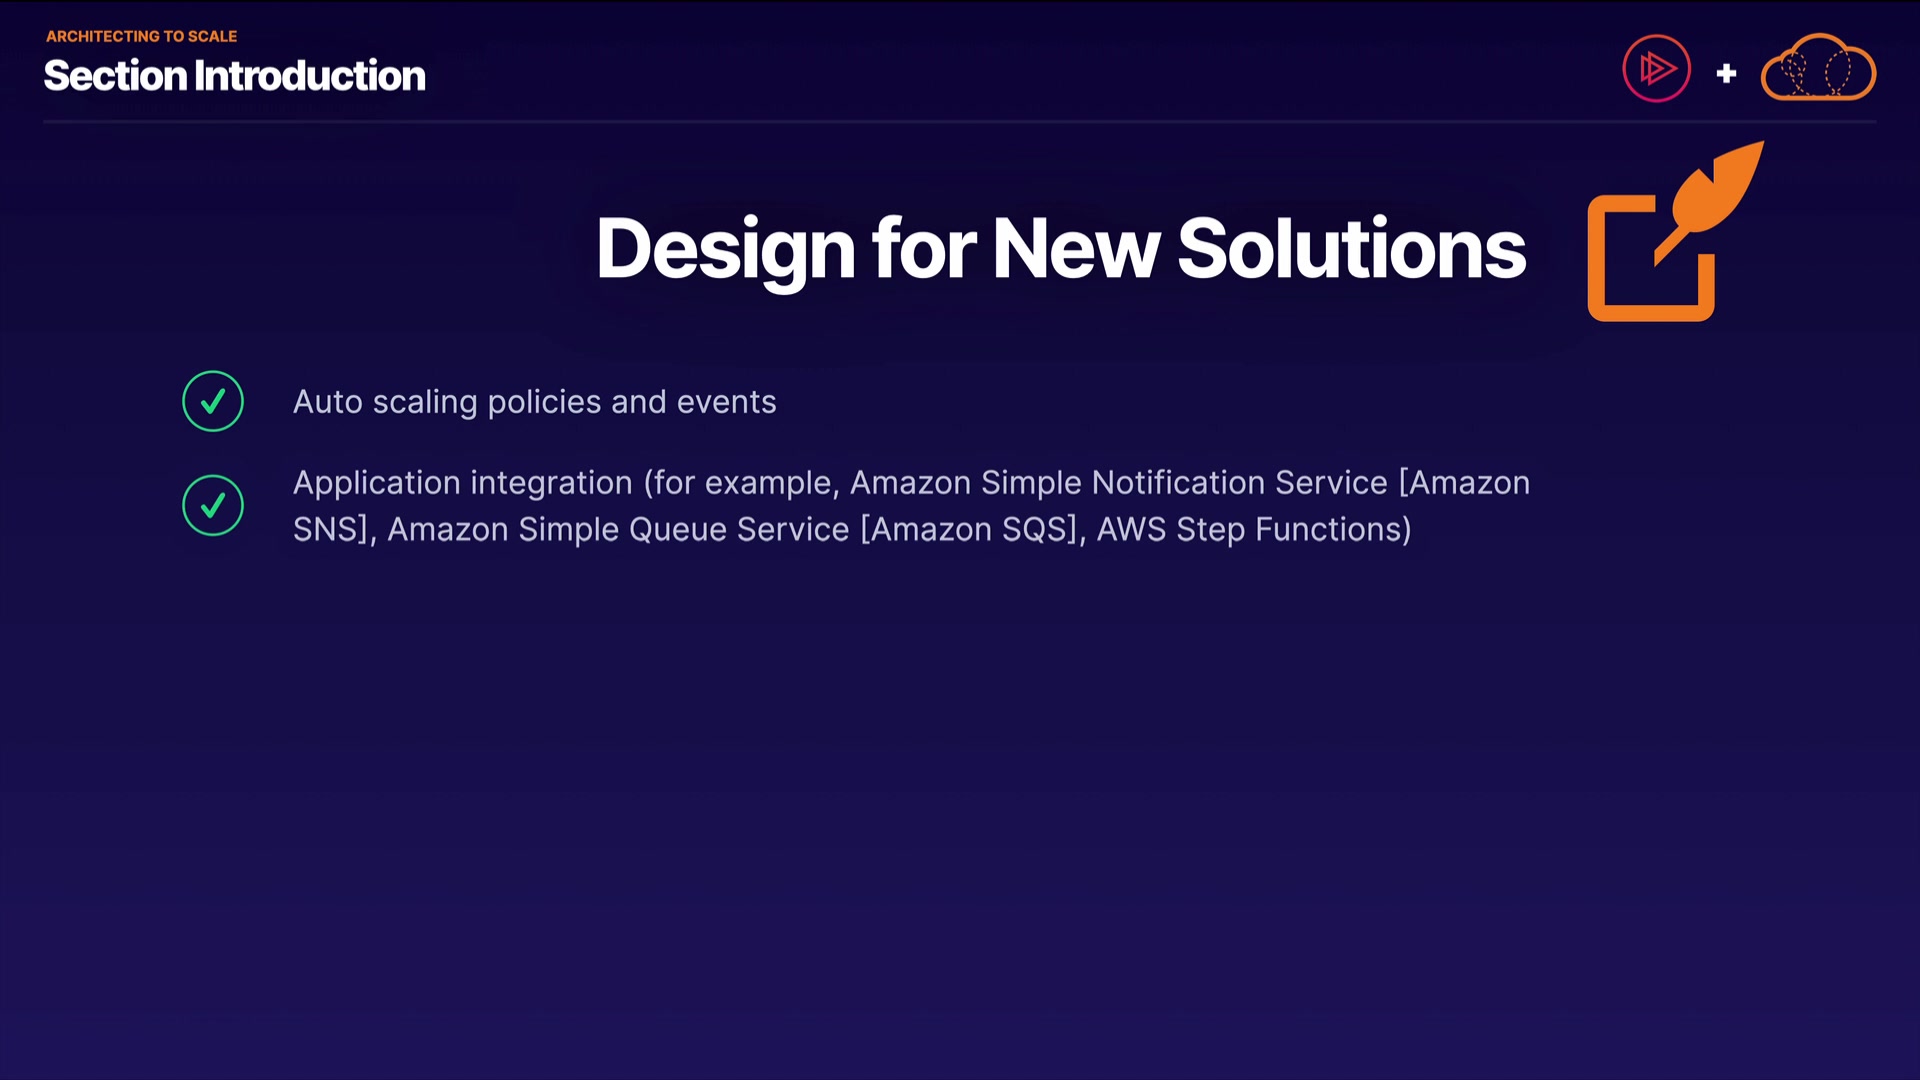 ARCHITECTING TO SCALE
Section Introduction
Design for New Solutions
Auto scaling policies and events
Application integration (for example, Amazon Simple Notification Service [Amazon
SNS], Amazon Simple Queue Service [Amazon SQS], AWS Step Functions)